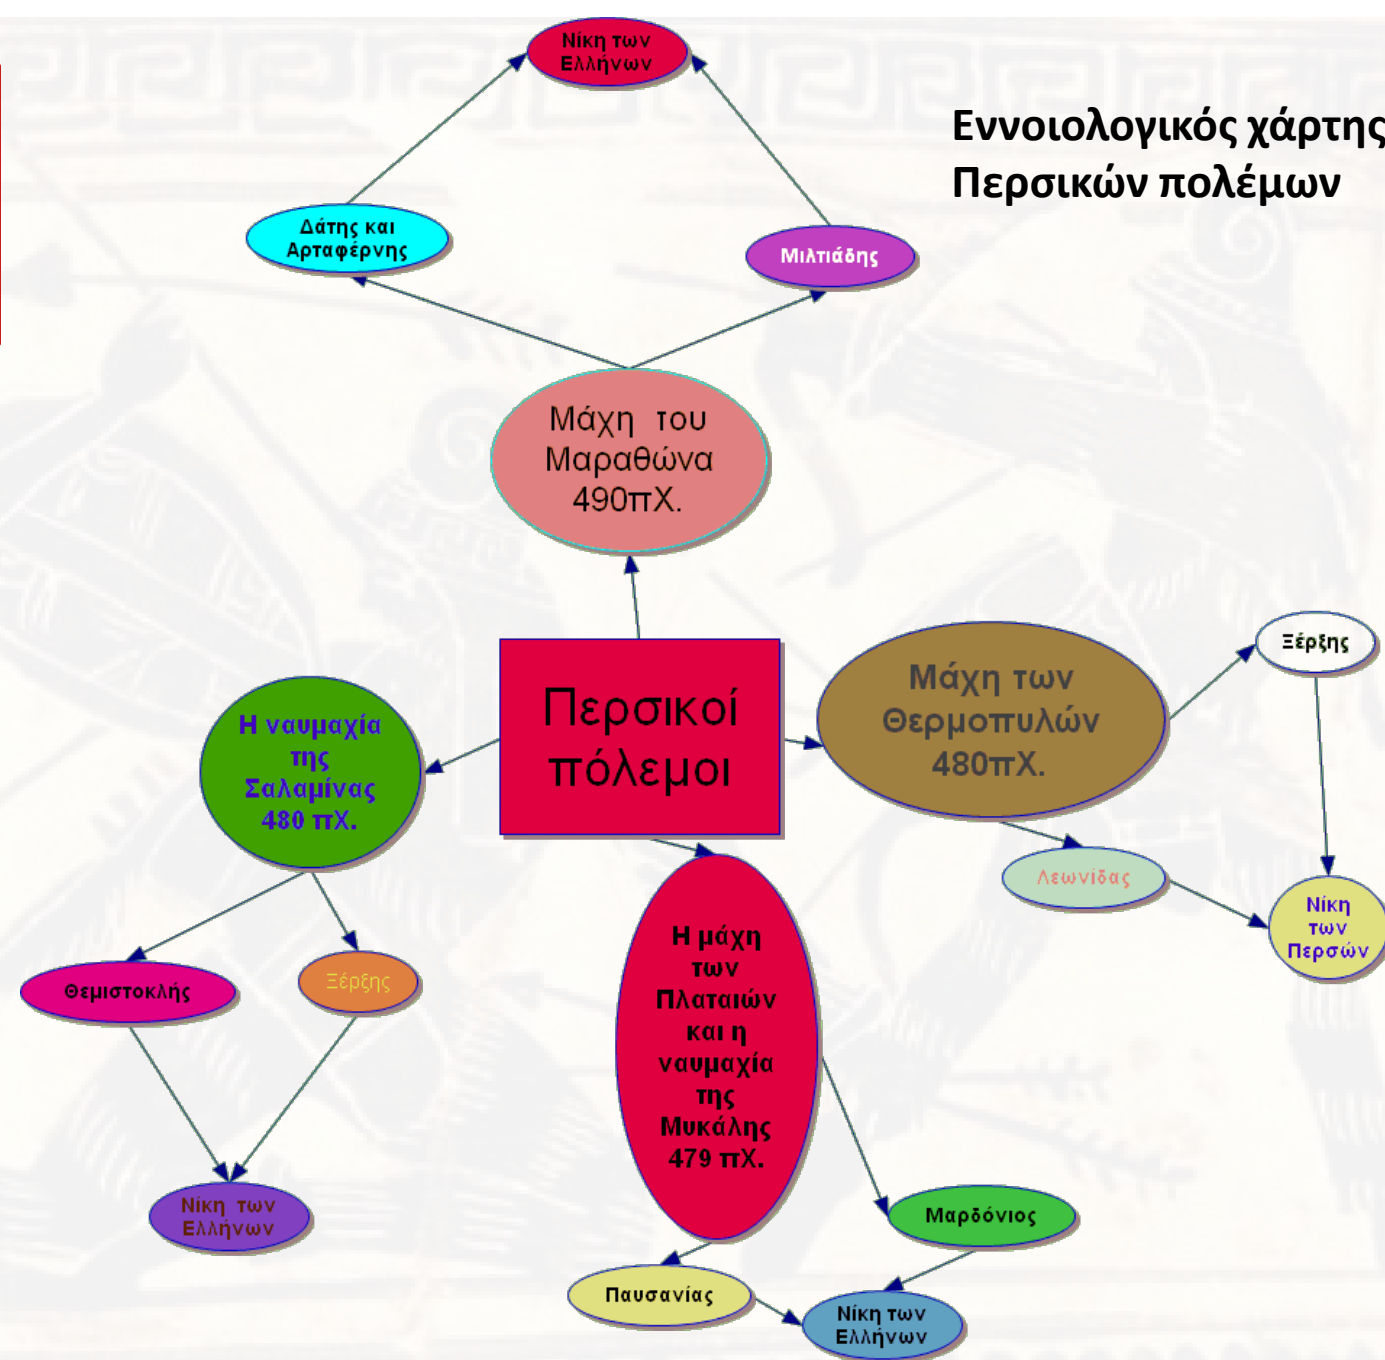 Νίκη των
Ελλήνων
Εννοιολογικός χάρτης
Περσικών πολέμων
Δάτης και
Αρταφέρνης
Μιλτιάδης
Μάχη του
Μαραθώνα
490πΧ.
Περσικοί
πόλεμοι
Μάχη των
Θερμοπυλών
480πΧ.
Ξέρξης
Λεωνίδας
Νίκη
των
Περσών
Η ναυμαχία
της
Σαλαμίνας
480 πΧ.
Θεμιστοκλής
Ξέρξης
Νίκη των
Ελλήνων
Η μάχη
των
Πλαταιών
και η
ναυμαχία
της
Μυκάλης
479 πΧ.
Μαρδόνιος
Παυσανίας
Νίκη των
Ελλήνων